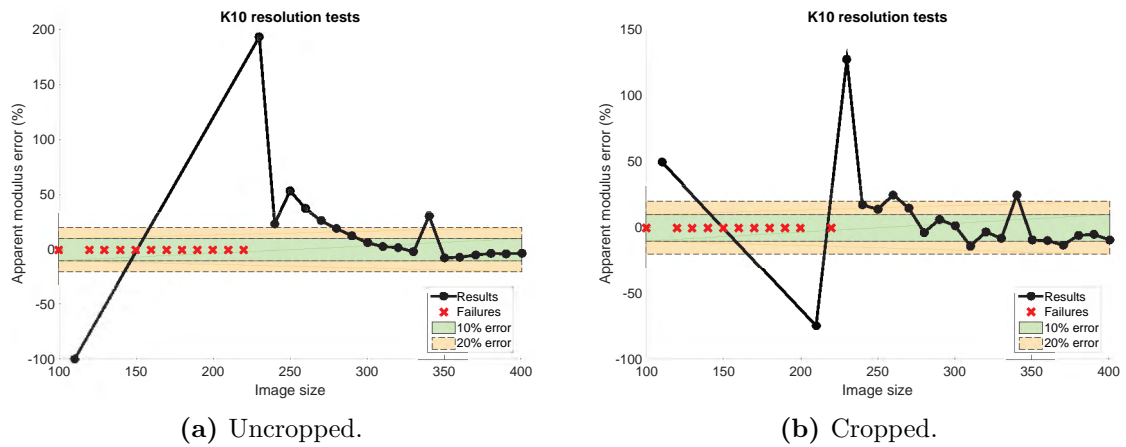 K10 resolution tests
200
150
100
50
0
-50
-100
Apparent modulus error (%)
100 150 200 250 300 350 400
Image size
Results
Failures
10% error
20% error
(a) Uncropped.
K10 resolution tests
150
100
50
0
-50
-100
Apparent modulus error (%)
100 150 200 250 300 350 400
Image size
Results
Failures
10% error
20% error
(b) Cropped.